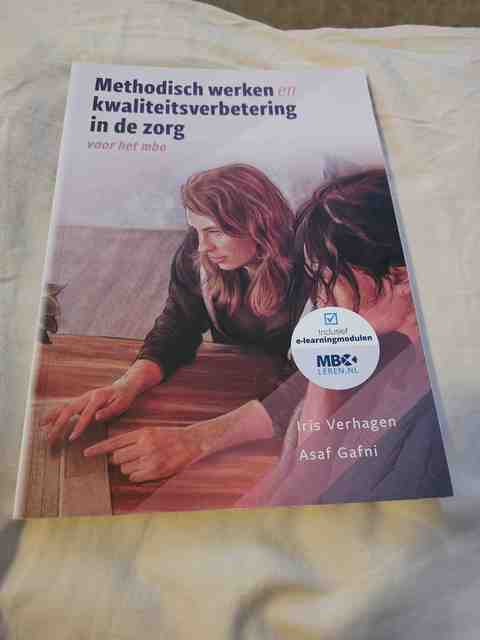 Methodisch werken en
kwaliteitsverbetering
in de zorg
voor het mbo
Inclusief
e-learningmodulen
MBO
LEREN.NL
Iris Verhagen
Asaf Gafni